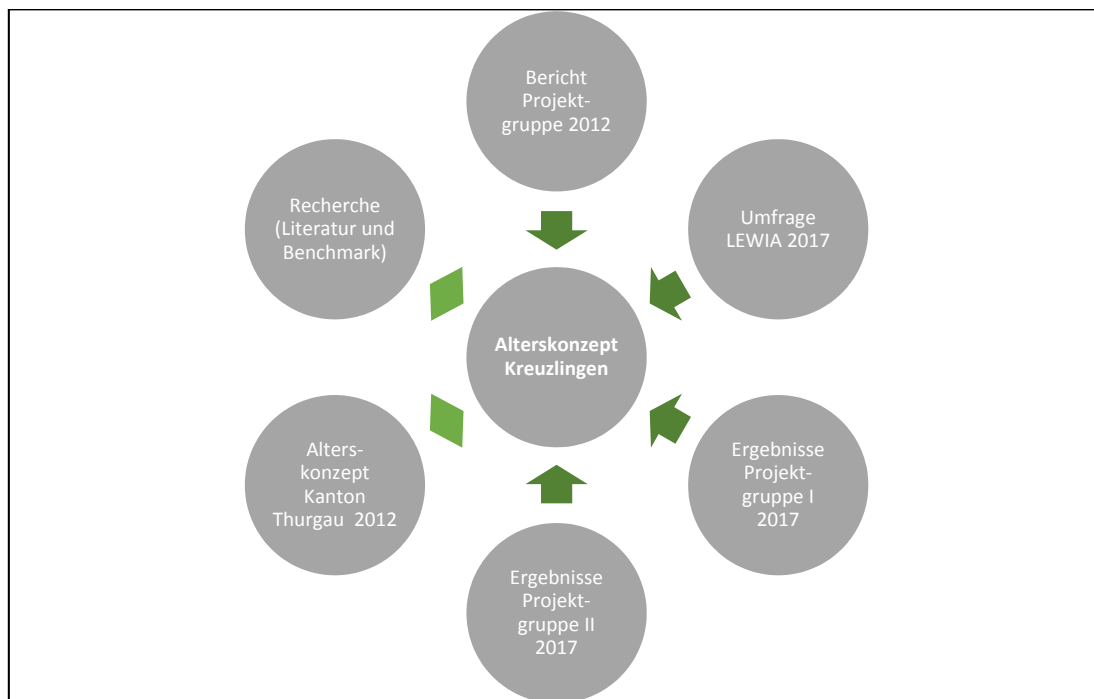 Bericht
Projekt-
gruppe 2012
Recherche
(Literatur und
Benchmark)
Umfrage
LEWIA 2017
Alterskonzept
Kreuzlingen
Alters-
konzept
Kanton
Thurgau 2012
Ergebnisse
Projekt-
gruppe I
2017
Ergebnisse
Projekt-
gruppe II
2017